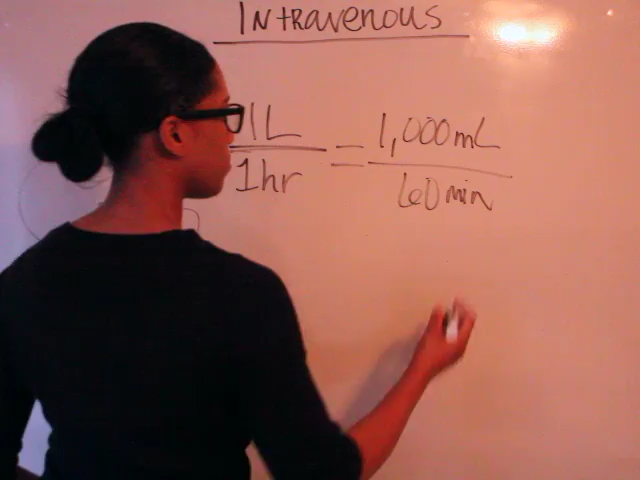 Intravenous
1L = 1,000mL
1hr 60min